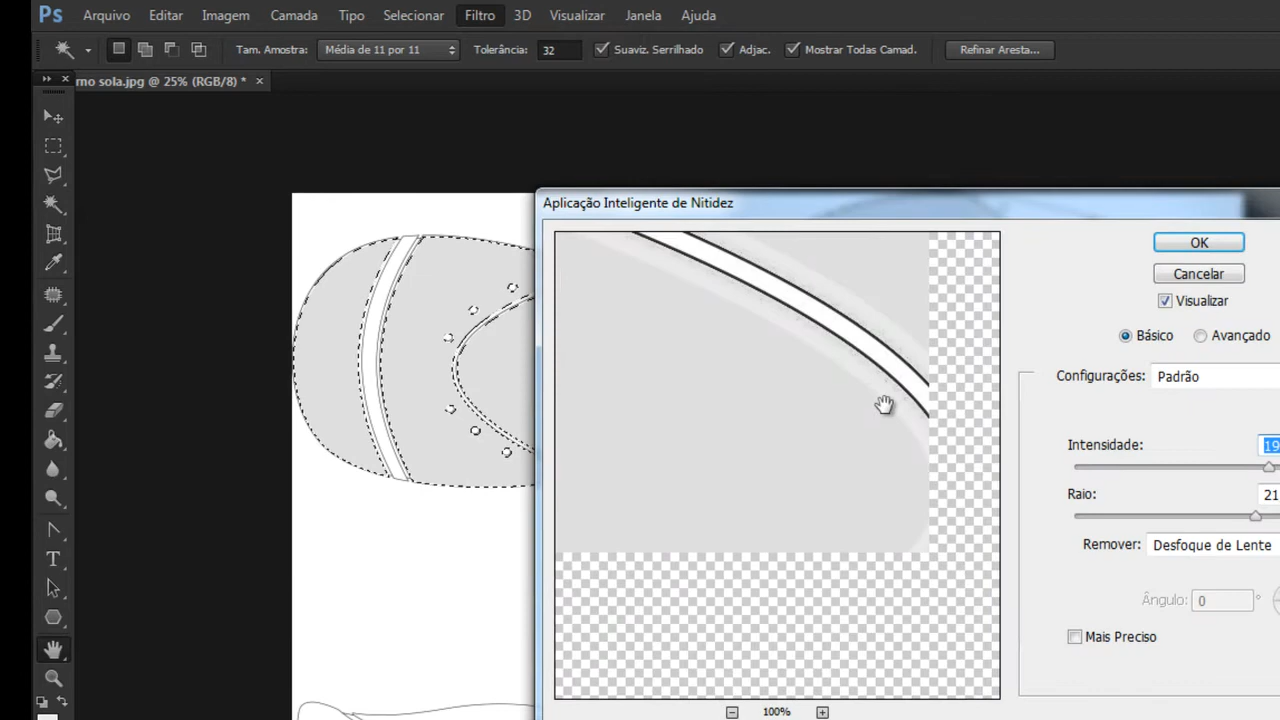 Ps Arquivo Editar Imagem Camada Tipo Selecionar Filtro 3D Visualizar Janela Ajuda
Tam. Amostra: Média de 11 por 11 Tolerância: 32 Suaviz. Serrilhado Adjac. Mostrar Todas Camad. Refinar Aresta...
mo sola.jpg @ 25% (RGB/8) * ×
Aplicação Inteligente de Nitidez
OK
Cancelar
Visualizar
Básico Avançado
Configurações: Padrão
Intensidade: 19
Raio: 21
Remover: Desfoque de Lente
Ângulo: 0 °
Mais Preciso
100%